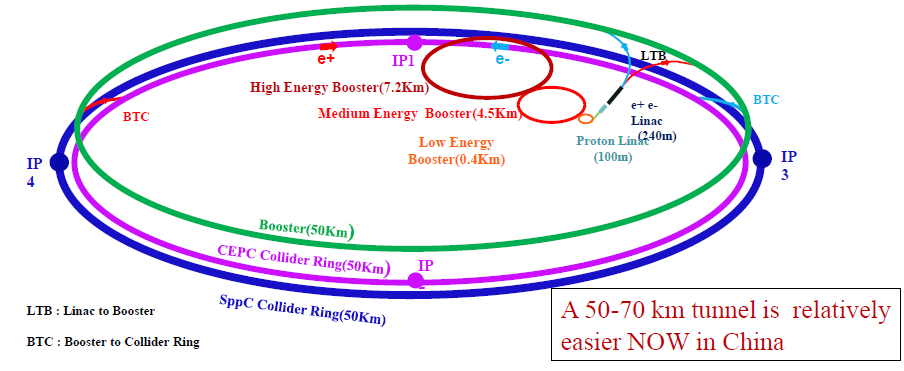 IP1
e+
e-
LTB
High Energy Booster(7.2Km)
BTC
BTC
Medium Energy Booster(4.5Km)
e+ e-
Linac
(240m)
Low Energy
Booster(0.4Km)
Proton Linac
(100m)
IP
4
IP
3
Booster(50Km)
CEPC Collider Ring(50Km)
IP
SppC Collider Ring(50Km)
LTB : Linac to Booster
BTC : Booster to Collider Ring
A 50-70 km tunnel is relatively
easier NOW in China